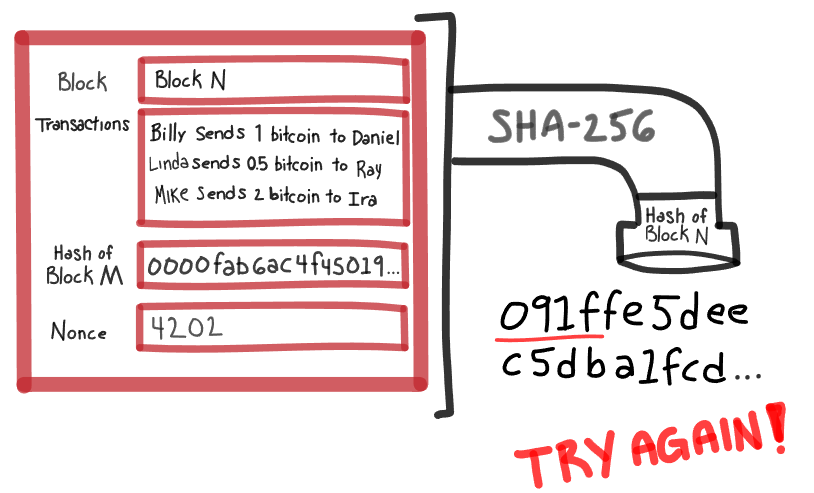 Block
Block N
Transactions
Billy Sends 1 bitcoin to Daniel
Linda sends 0.5 bitcoin to Ray
Mike Sends 2 bitcoin to Ira
Hash of
Block M
0000fab6ac4f45019...
Nonce
4202
SHA-256
Hash of
Block N
091ffe5dee
c5dba1fcd...
TRY AGAIN!